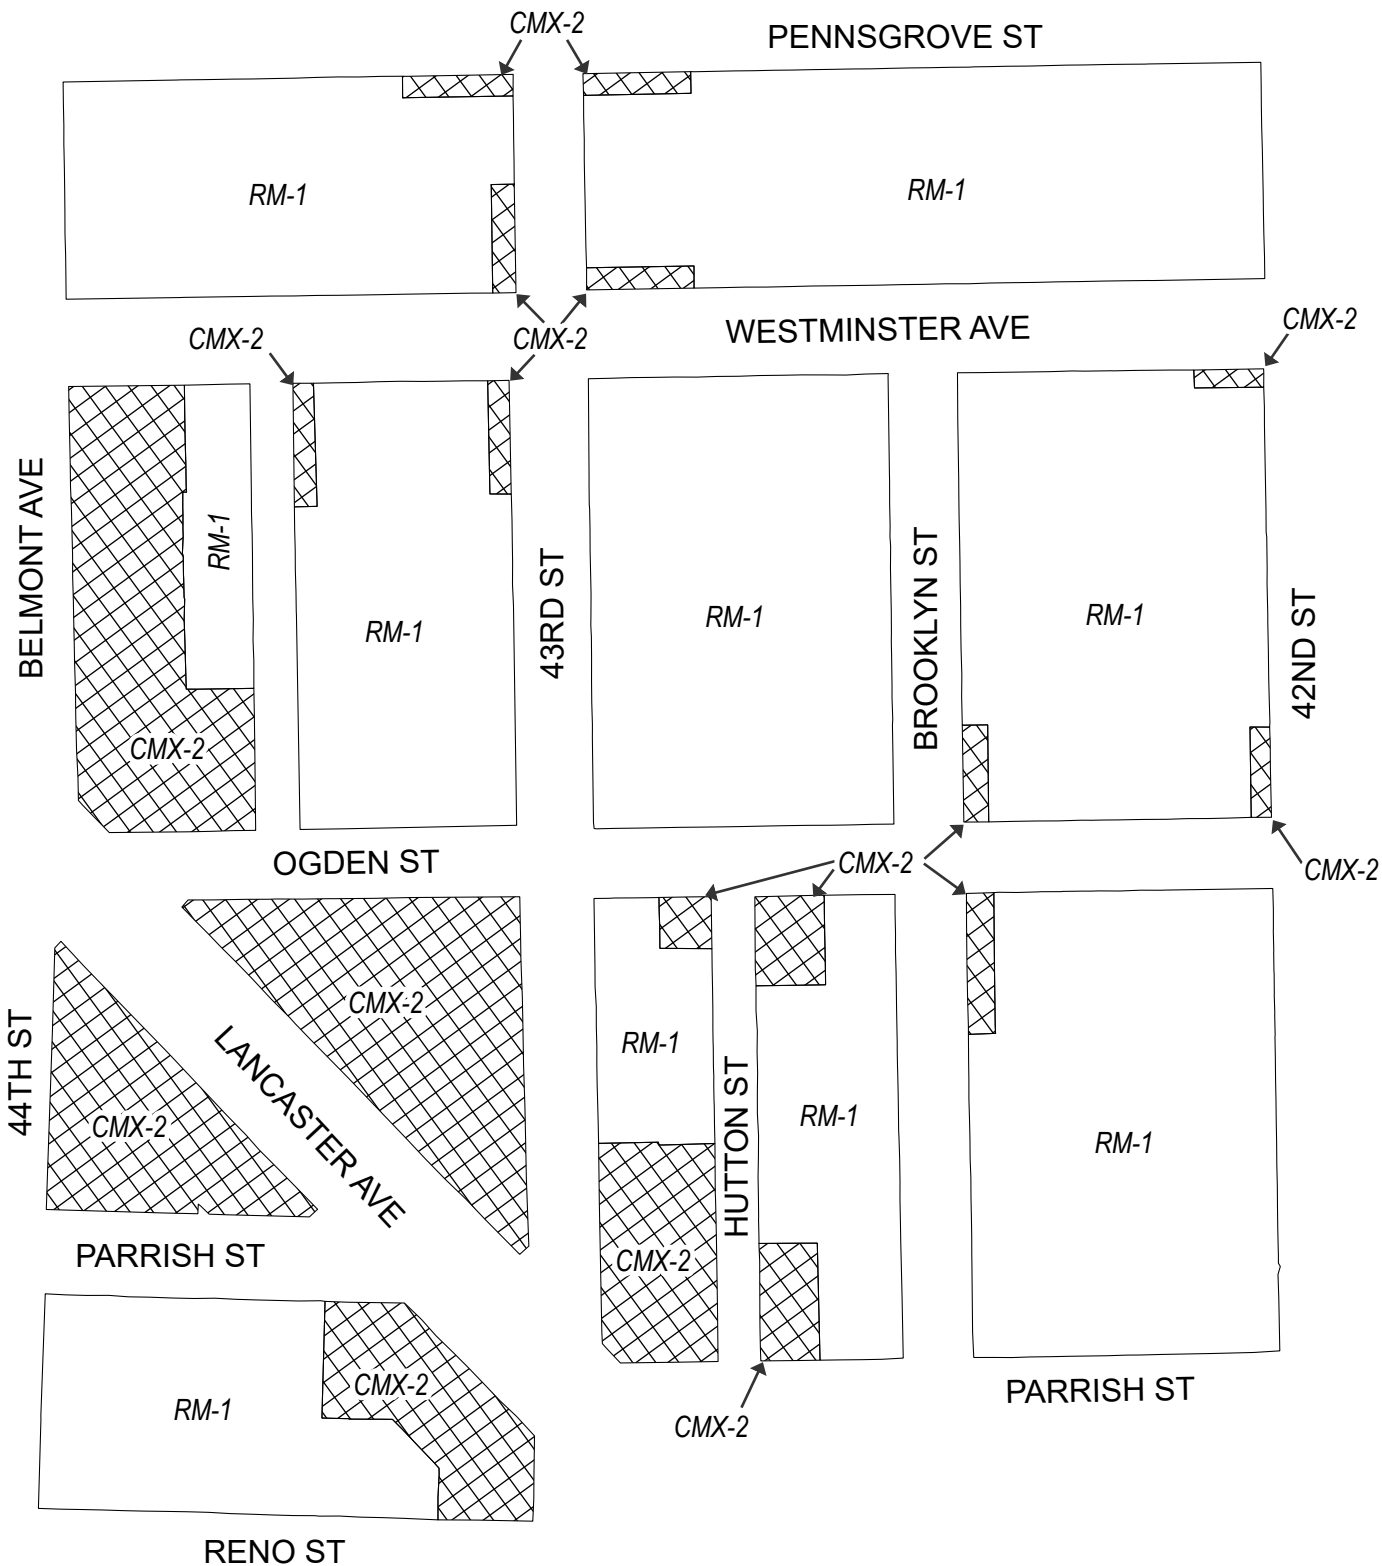 CMX-2
PENNSGROVE ST
RM-1
RM-1
CMX-2
CMX-2
WESTMINSTER AVE
CMX-2
BELMONT AVE
RM-1
RM-1
43RD ST
RM-1
BROOKLYN ST
RM-1
42ND ST
CMX-2
OGDEN ST
CMX-2
CMX-2
CMX-2
44TH ST
CMX-2
LANCASTER AVE
RM-1
HUTTON ST
RM-1
RM-1
PARRISH ST
CMX-2
CMX-2
RM-1
CMX-2
PARRISH ST
RENO ST